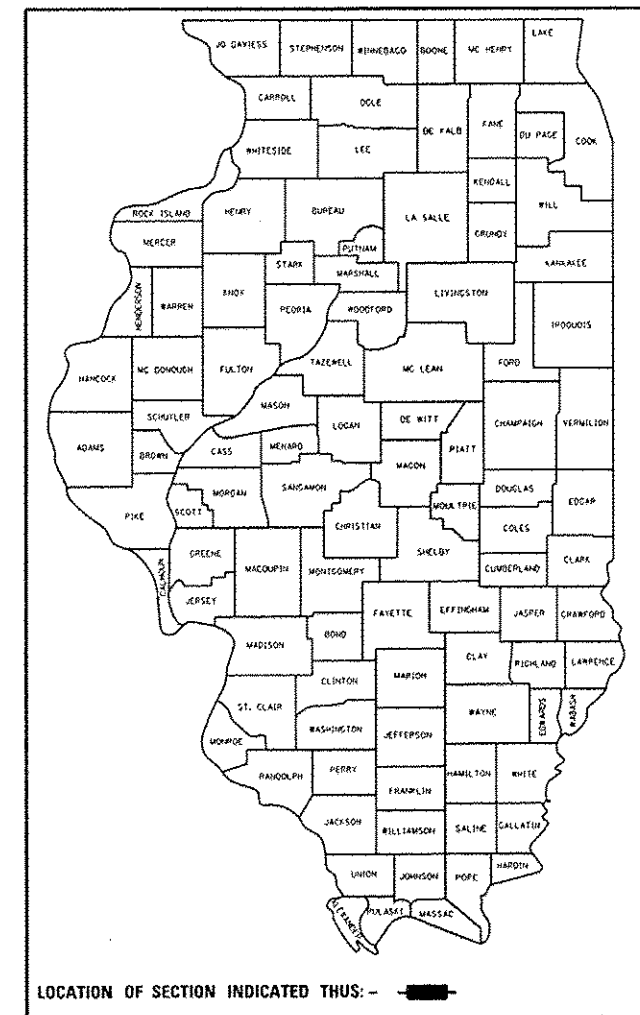 JO DAVIESS STEPHENSON WINNEBAGO BOONE MC HENRY LAKE
CARROLL OGLE DE KALB KANE DU PAGE COOK
WHITESIDE LEE KENDALL WILL
ROCK ISLAND HENRY BUREAU LA SALLE GRUNDY
MERCER PUTNAM KANKAKEE
STARK MARSHALL
HENDERSON WARREN KNOX PEORIA WOODFORD LIVINGSTON IROQUOIS
HANCOCK MC DONOUGH FULTON TAZEWELL MC LEAN FORD
SCHUYLER MASON LOGAN DE WITT CHAMPAIGN VERMILION
ADAMS BROWN CASS MENARD MACON PIATT
PIKE SCOTT MORGAN SANGAMON MOULTRIE DOUGLAS EDGAR
CHRISTIAN COLES
GREENE MACOUPIN MONTGOMERY SHELBY CUMBERLAND CLARK
CALHOUN JERSEY FAYETTE EFFINGHAM JASPER CRAWFORD
MADISON BOND
CLINTON MARION CLAY RICHLAND LAWRENCE
ST. CLAIR WASHINGTON JEFFERSON WAYNE EDWARDS WABASH
MONROE
RANDOLPH PERRY HAMILTON WHITE
FRANKLIN
JACKSON WILLIAMSON SALINE GALLATIN
UNION JOHNSON POPE HARDIN
ALEXANDER PULASKI MASSAC
LOCATION OF SECTION INDICATED THUS: -